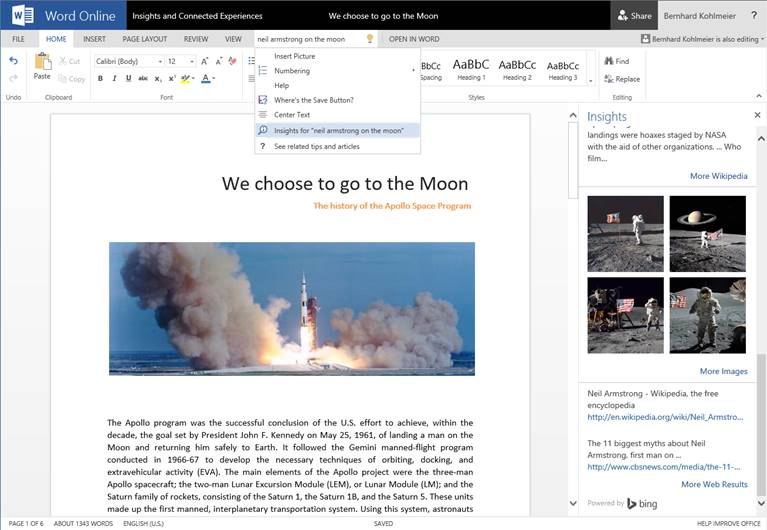 Word Online
Insights and Connected Experiences
We choose to go to the Moon
Share
Bernhard Kohlmeier
?
FILE
HOME
INSERT
PAGE LAYOUT
REVIEW
VIEW
neil armstrong on the moon
OPEN IN WORD
Bernhard Kohlmeier is also editing
Undo
Paste
Cut
Copy
Clipboard
Calibri (Body)
12
B I U abc X₂ X²
A
Font
Insert Picture
Numbering
Help
Where's the Save Button?
Center Text
Insights for "neil armstrong on the moon"
? See related tips and articles
BbCc
Spacing
AaBbC
Heading 1
AaBbCc
Heading 2
AaBbCc
Heading 3
Styles
Find
Replace
Editing
We choose to go to the Moon
The history of the Apollo Space Program
The Apollo program was the successful conclusion of the U.S. effort to achieve, within the
decade, the goal set by President John F. Kennedy on May 25, 1961, of landing a man on the
Moon and returning him safely to Earth. It followed the Gemini manned-flight program
conducted in 1966-67 to develop the necessary techniques of orbiting, docking, and
extravehicular activity (EVA). The main elements of the Apollo project were the three-man
Apollo spacecraft; the two-man Lunar Excursion Module (LEM), or Lunar Module (LM); and the
Saturn family of rockets, consisting of the Saturn 1, the Saturn 1B, and the Saturn 5. These units
made up the first manned, interplanetary transportation system. Using this system, astronauts
Insights
landings were hoaxes staged by NASA
with the aid of other organizations. ... Who
film...
More Wikipedia
More Images
Neil Armstrong - Wikipedia, the free
encyclopedia
http://en.wikipedia.org/wiki/Neil_Armstro...
The 11 biggest myths about Neil
Armstrong, first man on ...
http://www.cbsnews.com/media/the-11-...
More Web Results
Powered by bing
PAGE 1 OF 6
ABOUT 1343 WORDS
ENGLISH (U.S.)
SAVED
HELP IMPROVE OFFICE